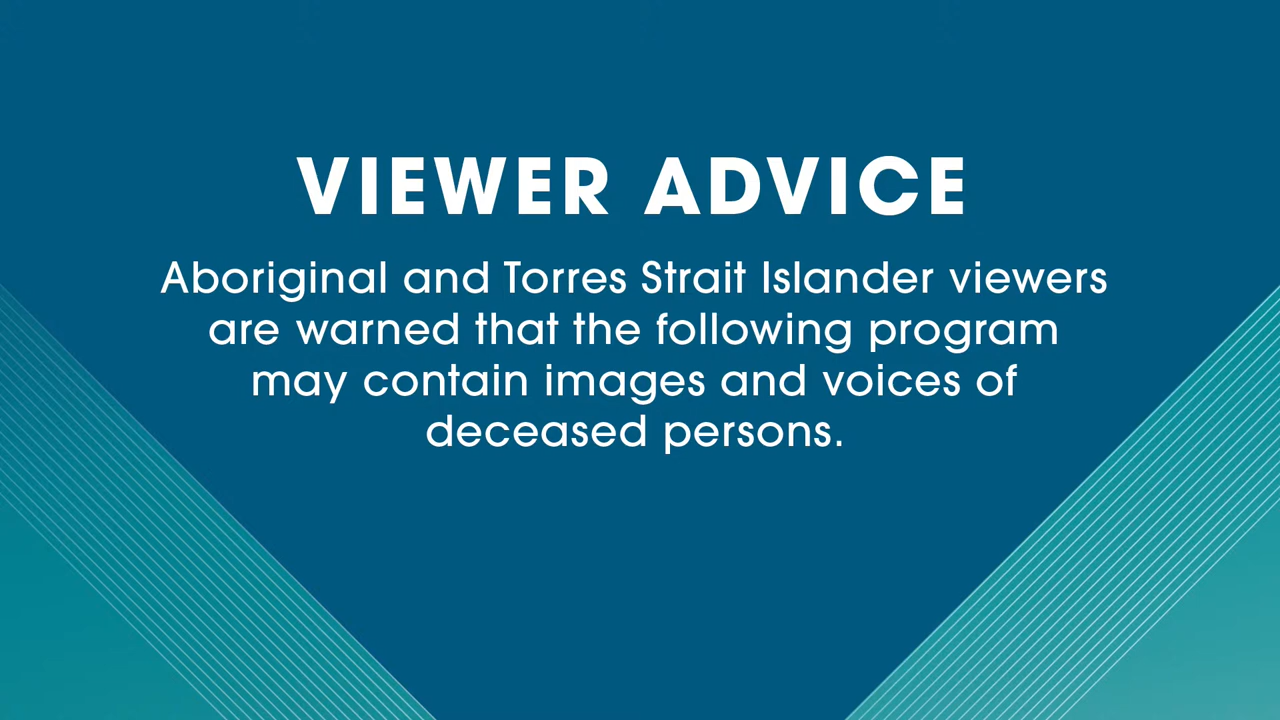 VIEWER ADVICE
Aboriginal and Torres Strait Islander viewers
are warned that the following program
may contain images and voices of
deceased persons.